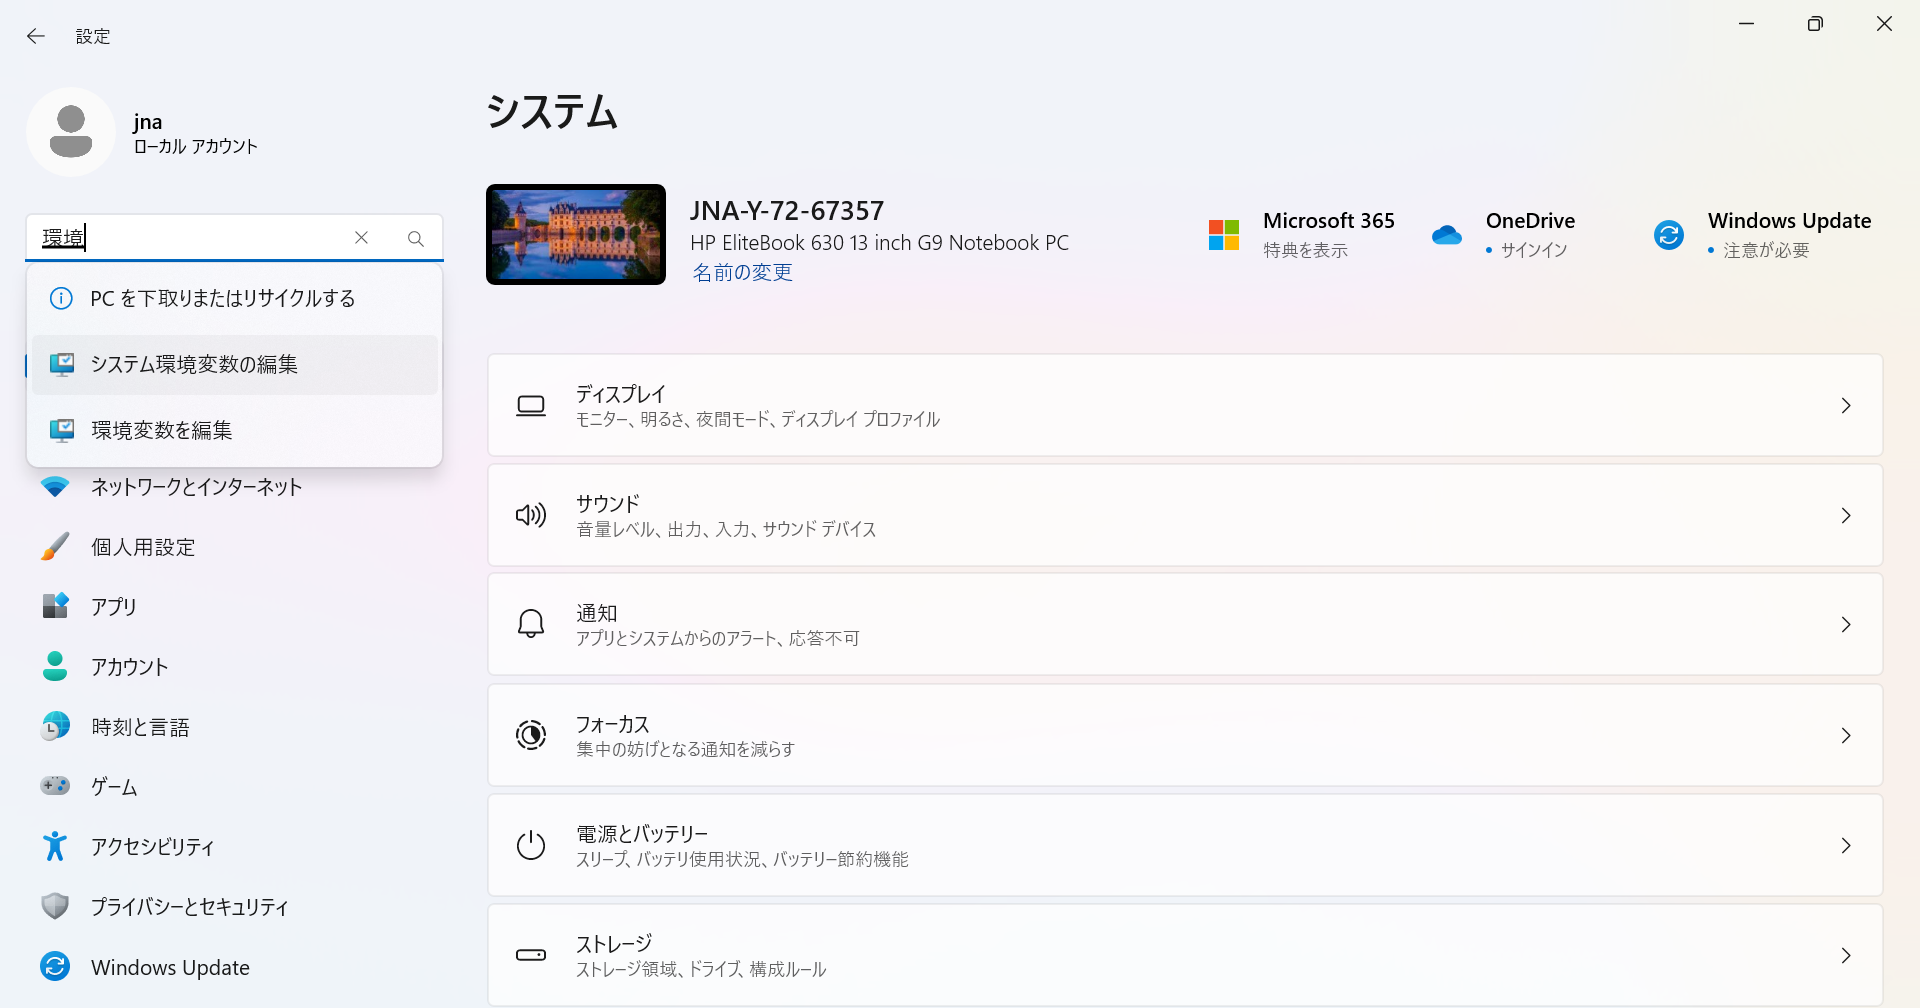 設定
jna
ローカル アカウント
環境
PC を下取りまたはリサイクルする
システム環境変数の編集
環境変数を編集
ネットワークとインターネット
個人用設定
アプリ
アカウント
時刻と言語
ゲーム
アクセシビリティ
プライバシーとセキュリティ
Windows Update
システム
JNA-Y-72-67357
HP EliteBook 630 13 inch G9 Notebook PC
名前の変更
Microsoft 365
特典を表示
OneDrive
• サインイン
Windows Update
• 注意が必要
ディスプレイ
モニター、明るさ、夜間モード、ディスプレイ プロファイル
サウンド
音量レベル、出力、入力、サウンド デバイス
通知
アプリとシステムからのアラート、応答不可
フォーカス
集中の妨げとなる通知を減らす
電源とバッテリー
スリープ、バッテリ使用状況、バッテリー節約機能
ストレージ
ストレージ領域、ドライブ、構成ルール